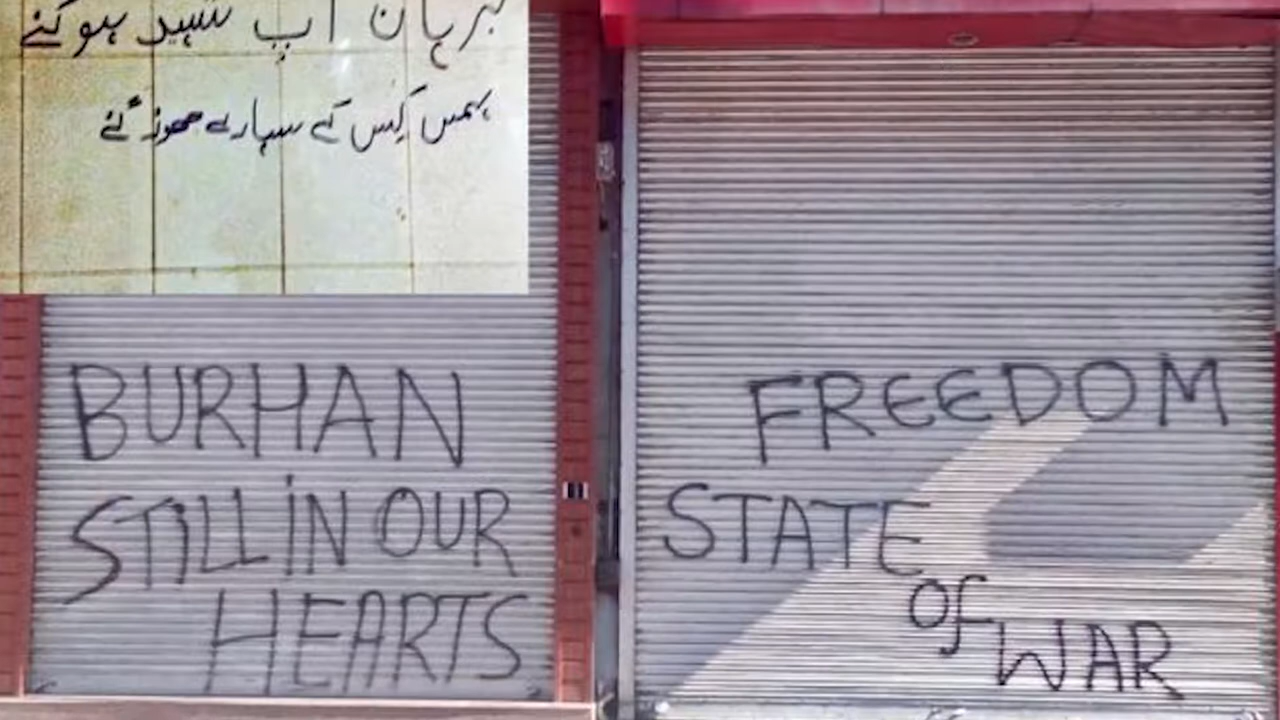 برہان آپ شہید ہوگئے
ہمیں کس کے سہارے چھوڑ گئے
BURHAN
STILL IN OUR
HEARTS
FREEDOM
STATE
OF
WAR